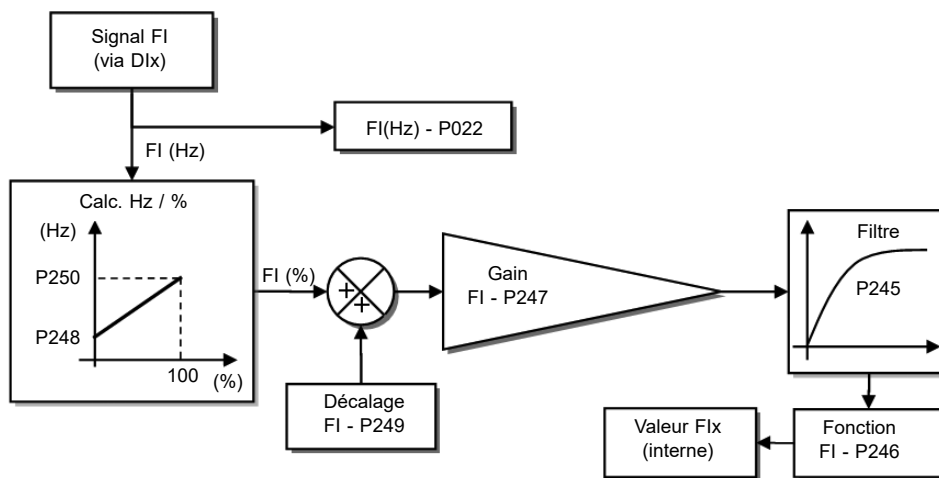 Signal FI
(via DIx)
FI(Hz) - P022
FI (Hz)
Calc. Hz / %
(Hz)
P250
P248
100
(%)
FI (%)
+
+
Gain
FI - P247
Filtre
P245
Décalage
FI - P249
Valeur FIx
(interne)
Fonction
FI - P246